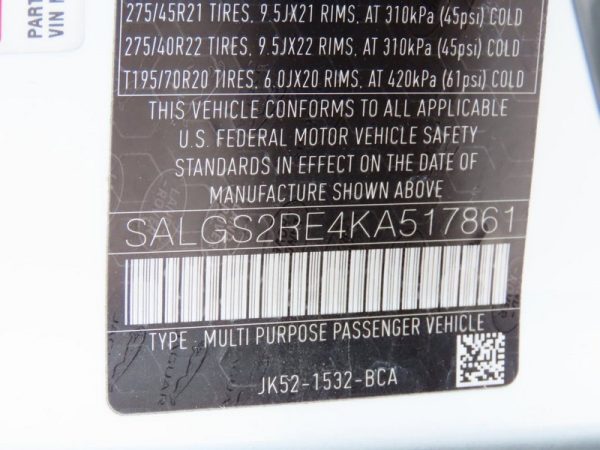 PART
VIN
275/45R21 TIRES, 9.5JX21 RIMS, AT 310kPa (45psi) COLD
275/40R22 TIRES, 9.5JX22 RIMS, AT 310kPa (45psi) COLD
T195/70R20 TIRES, 6.0JX20 RIMS, AT 420kPa (61psi) COLD
THIS VEHICLE CONFORMS TO ALL APPLICABLE
U.S. FEDERAL MOTOR VEHICLE SAFETY
STANDARDS IN EFFECT ON THE DATE OF
MANUFACTURE SHOWN ABOVE
SALGS2RE4KA517861
TYPE : MULTI PURPOSE PASSENGER VEHICLE
JK52-1532-BCA